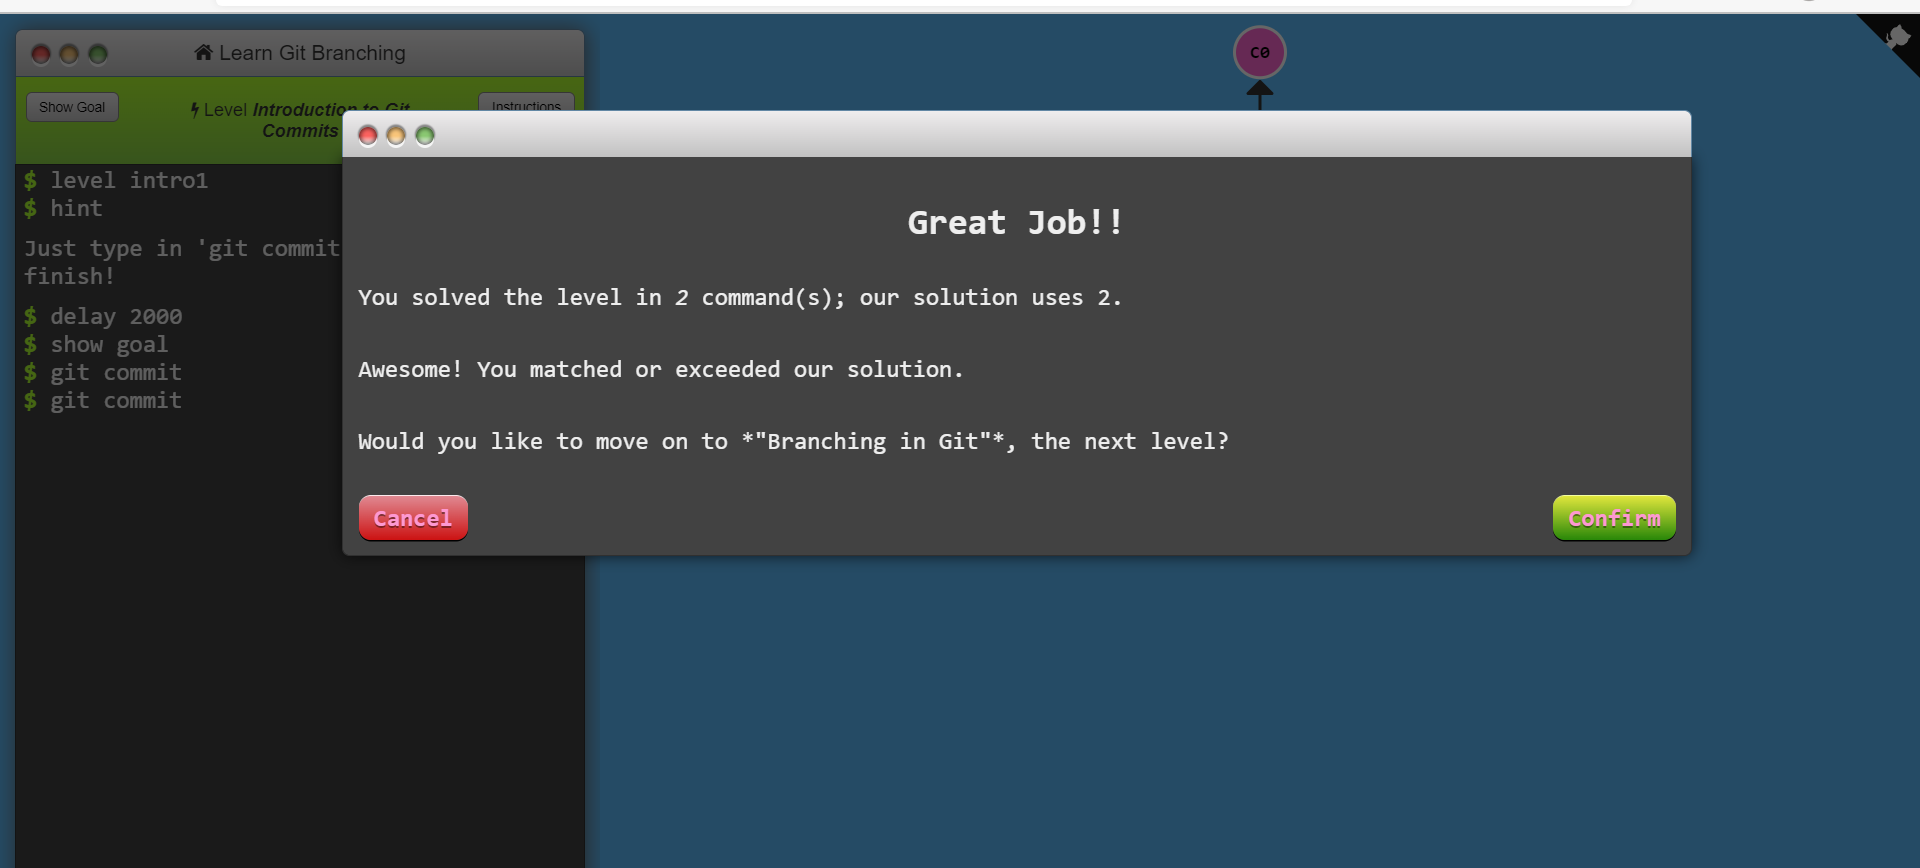 Learn Git Branching
Show Goal
Level Introduction to Git
Commits
Instructions
$ level intro1
$ hint
Just type in 'git commit
finish!
$ delay 2000
$ show goal
$ git commit
$ git commit
C0
Great Job!!
You solved the level in 2 command(s); our solution uses 2.
Awesome! You matched or exceeded our solution.
Would you like to move on to *"Branching in Git"*, the next level?
Cancel
Confirm